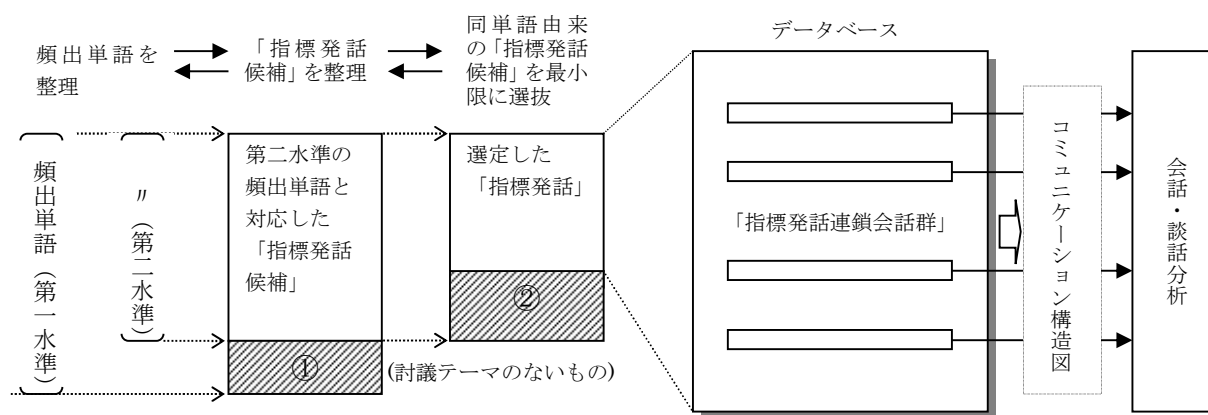 頻出単語を
整理
「指標発話
候補」を整理
同単語由来
の「指標発話
候補」を最小
限に選抜
データベース
頻出単語（第一水準）
〃（第二水準）
第二水準の
頻出単語と
対応した
「指標発話
候補」
①
選定した
「指標発話」
②
(討議テーマのないもの)
「指標発話連鎖会話群」
コミュニケーション構造図
会話・談話分析